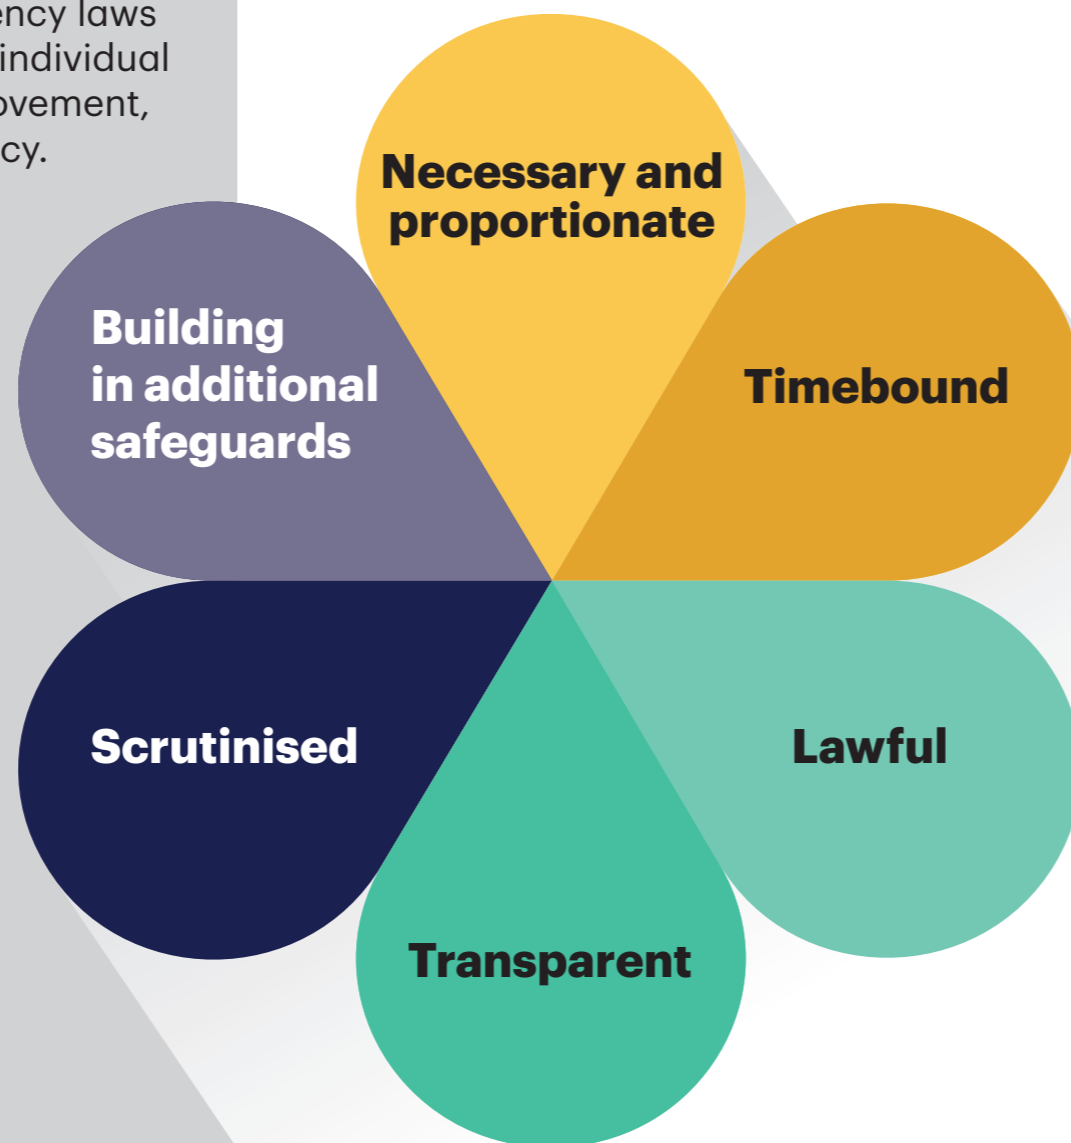 ency laws
individual
ovement,
cy.
Necessary and
proportionate
Building
in additional
safeguards
Timebound
Scrutinised
Lawful
Transparent